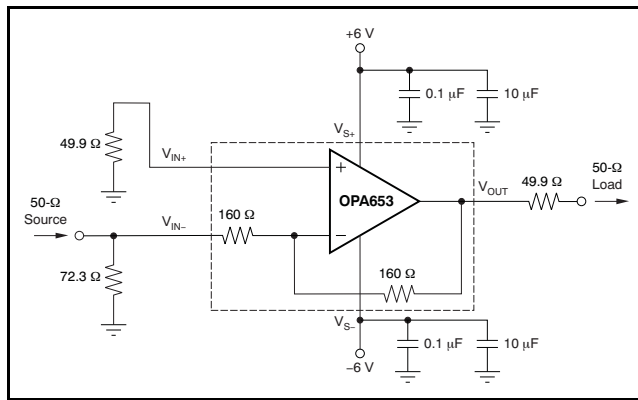 +6 V
0.1 μF
10 μF
V_S+
49.9 Ω
V_IN+
+
OPA653
50-Ω
Source
V_IN−
160 Ω
−
V_OUT
49.9 Ω
50-Ω
Load
72.3 Ω
160 Ω
V_S−
0.1 μF
10 μF
−6 V